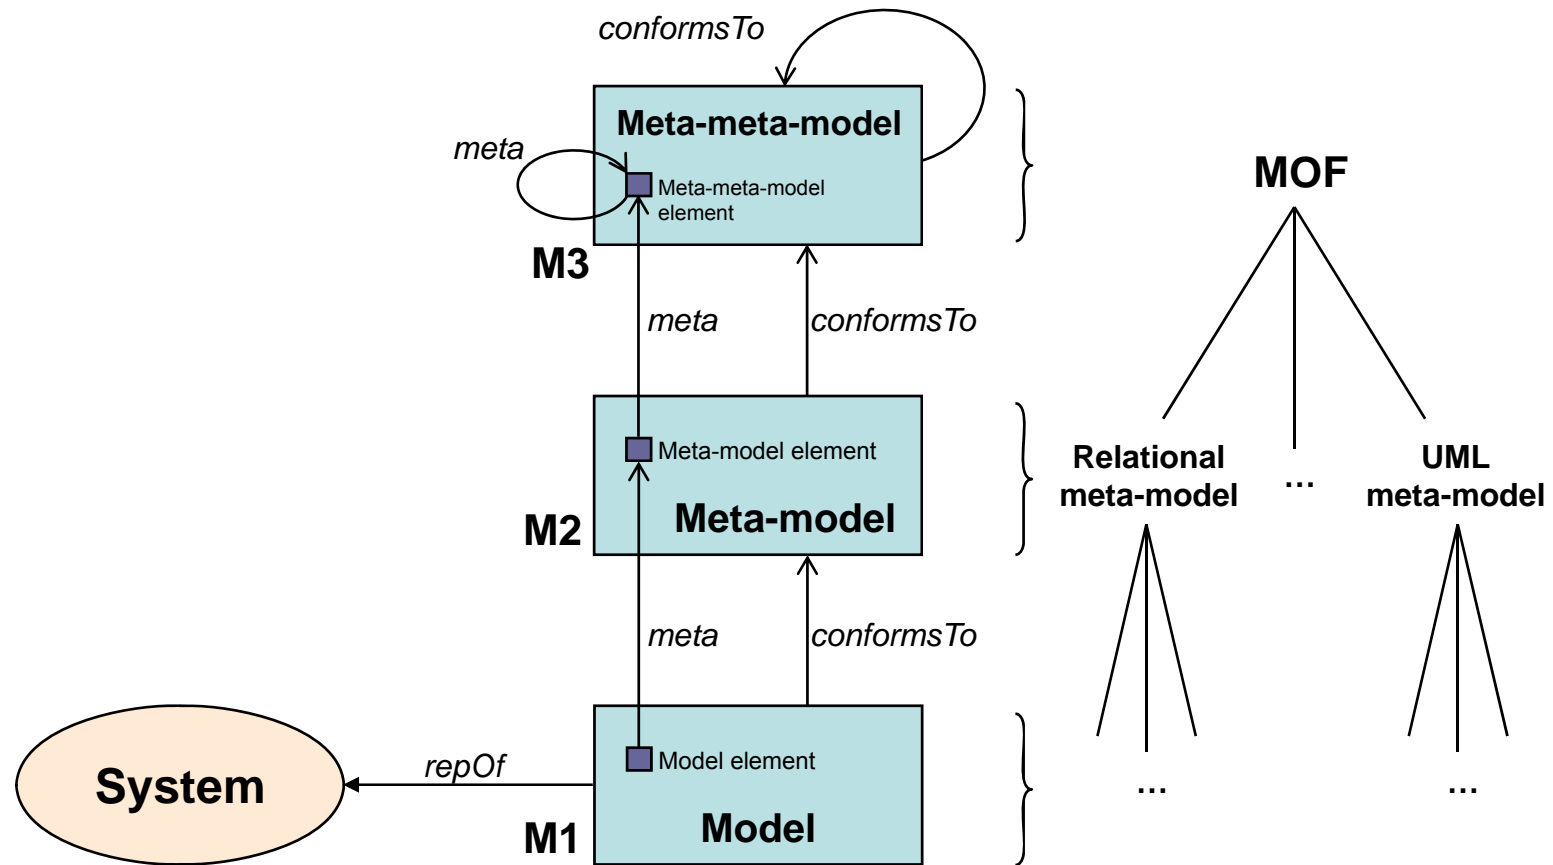 conformsTo
Meta-meta-model
meta
Meta-meta-model
element
MOF
M3
meta
conformsTo
Meta-model element
Meta-model
M2
Relational
meta-model
...
UML
meta-model
meta
conformsTo
System
repOf
Model element
Model
M1
...
...